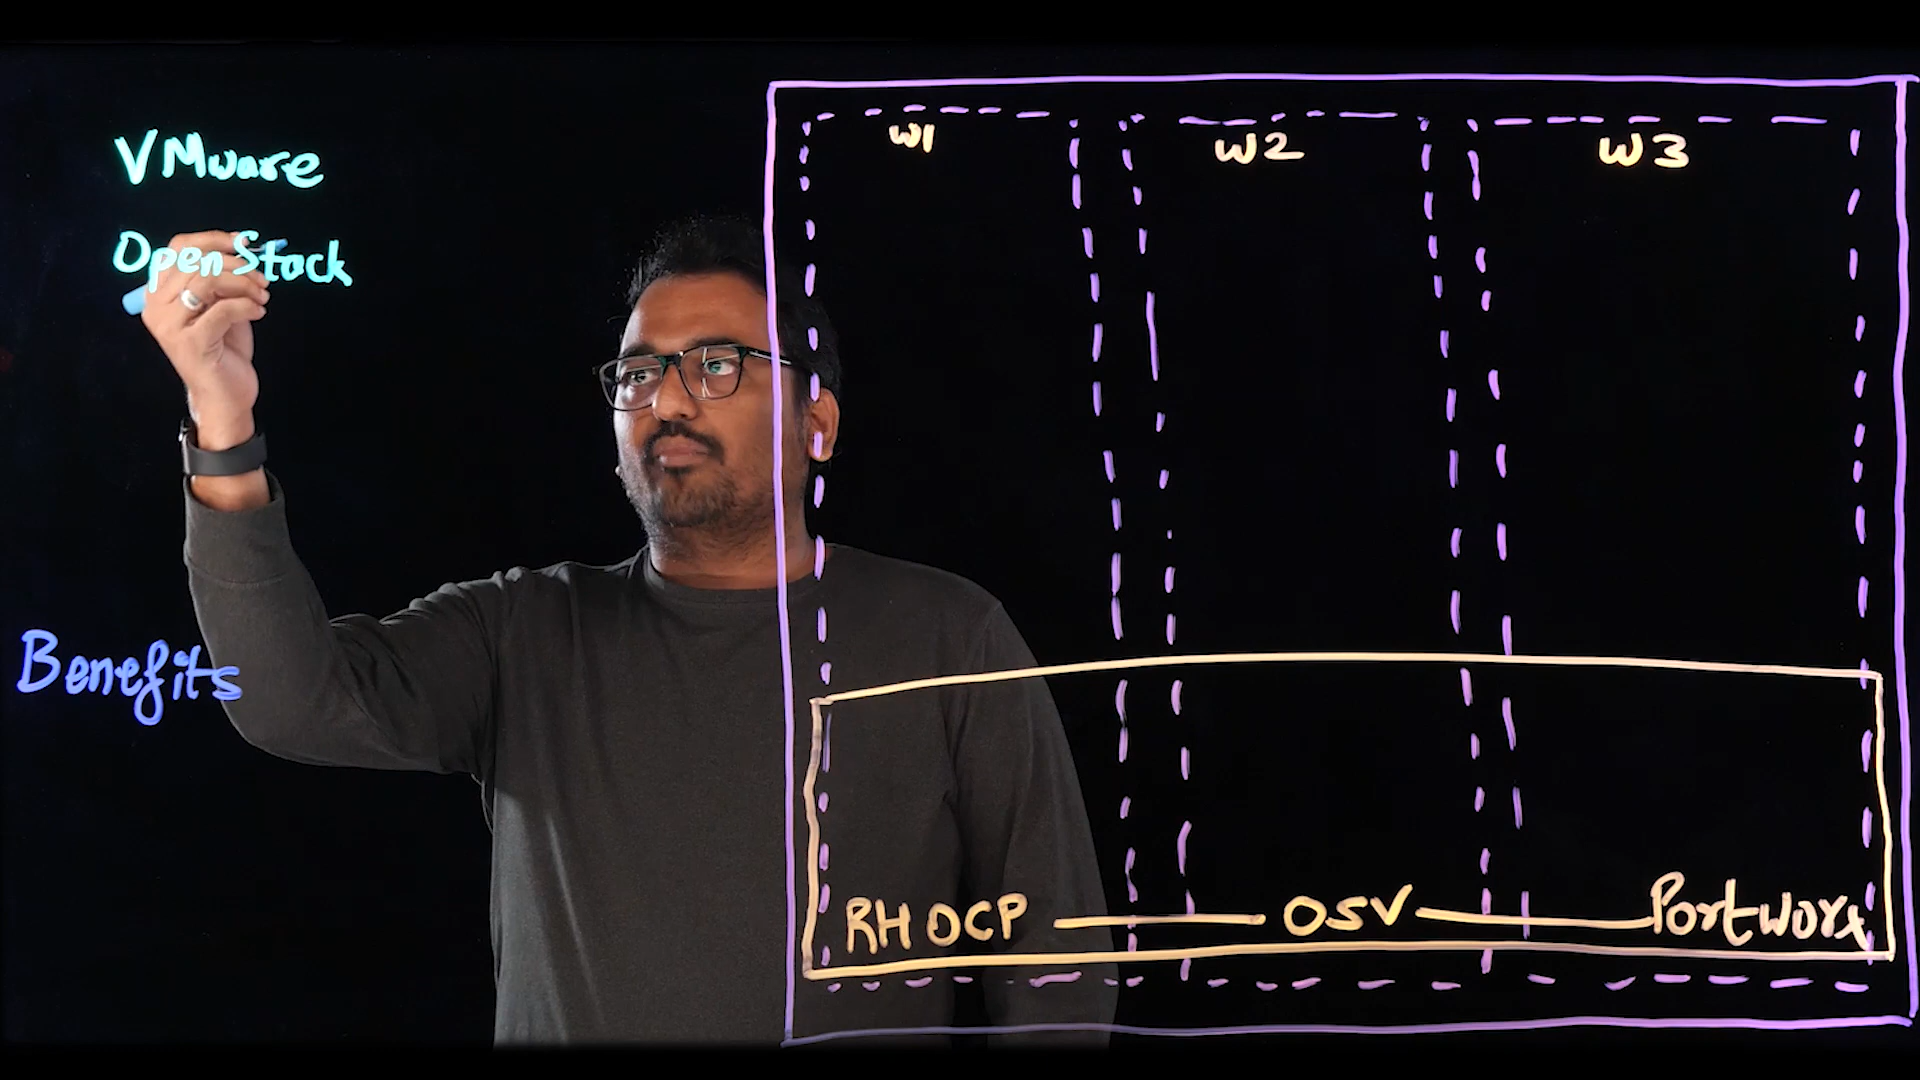 VMware
OpenStack
Benefits
W1 W2 W3
RH OCP OSV Portworx